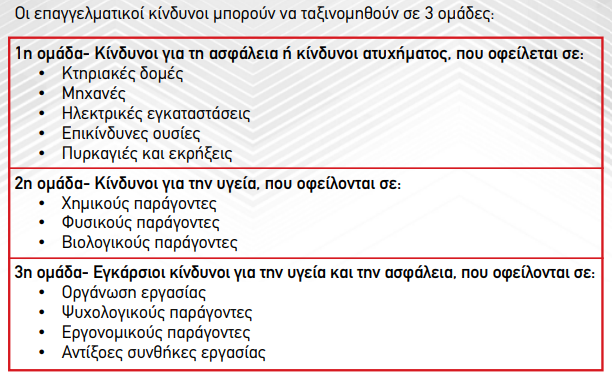 Οι επαγγελματικοί κίνδυνοι μπορούν να ταξινομηθούν σε 3 ομάδες:
1η ομάδα- Κίνδυνοι για τη ασφάλεια ή κίνδυνοι ατυχήματος, που οφείλεται σε:
• Κτηριακές δομές
• Μηχανές
• Ηλεκτρικές εγκαταστάσεις
• Επικίνδυνες ουσίες
• Πυρκαγιές και εκρήξεις
2η ομάδα- Κίνδυνοι για την υγεία, που οφείλονται σε:
• Χημικούς παράγοντες
• Φυσικούς παράγοντες
• Βιολογικούς παράγοντες
3η ομάδα- Εγκάρσιοι κίνδυνοι για την υγεία και την ασφάλεια, που οφείλονται σε:
• Οργάνωση εργασίας
• Ψυχολογικούς παράγοντες
• Εργονομικούς παράγοντες
• Αντίξοες συνθήκες εργασίας